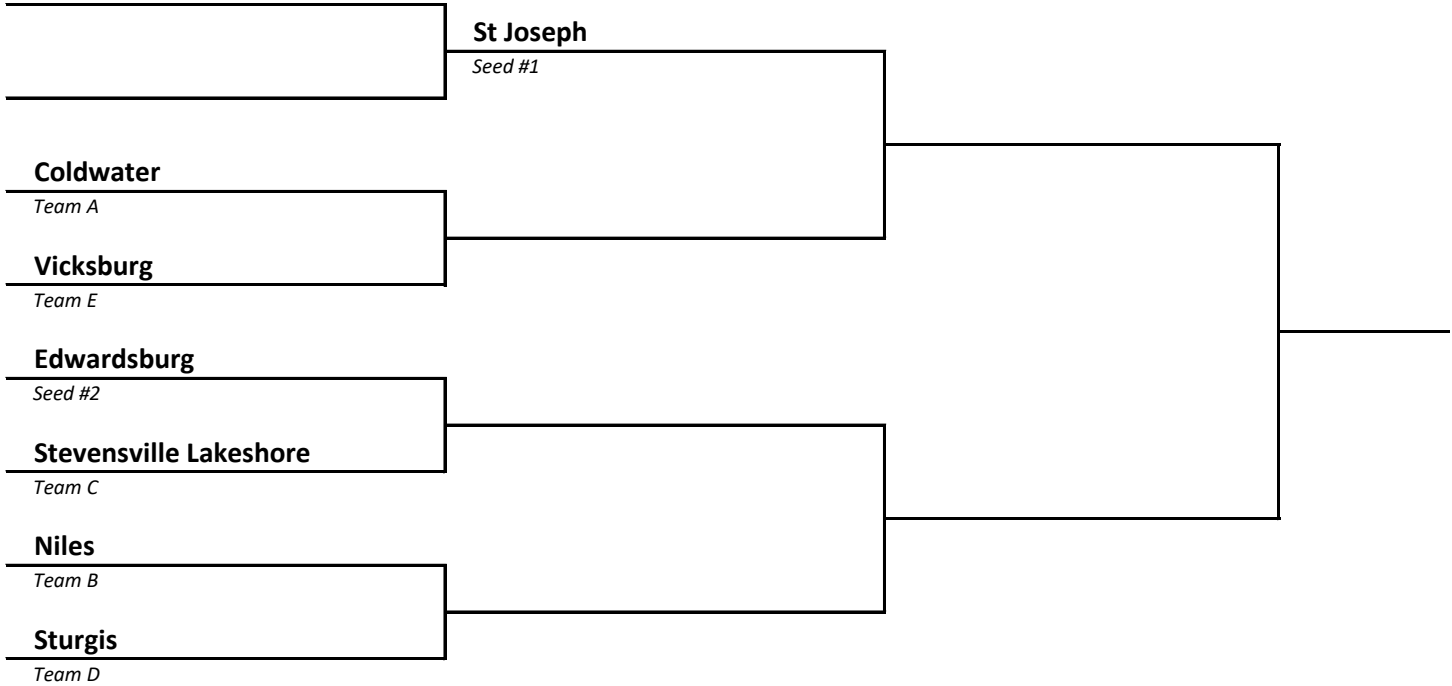 St Joseph
Seed #1
Coldwater
Team A
Vicksburg
Team E
Edwardsburg
Seed #2
Stevensville Lakeshore
Team C
Niles
Team B
Sturgis
Team D